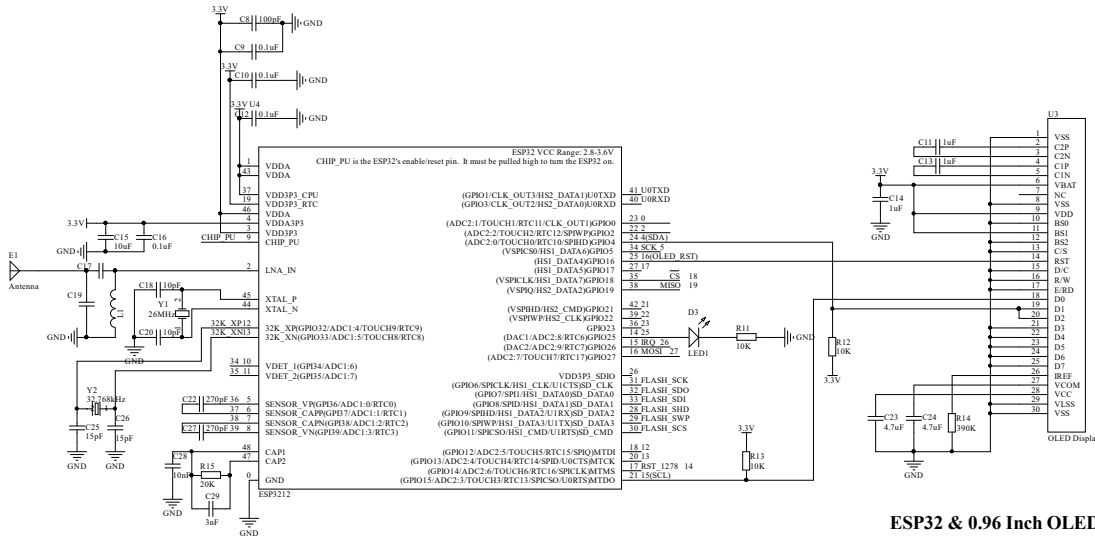 3.3V
C8 100pF
GND
C9 0.1uF
3.3V
C10 0.1uF
GND
3.3V U4
C12 0.1uF
GND
ESP32 VCC Range: 2.8-3.6V
CHIP_PU is the ESP32's enable/reset pin. It must be pulled high to turn the ESP32 on.
1 VDDA
43 VDDA
37 VDD3P3_CPU
19 VDD3P3_RTC
46 VDDA
4 VDDA3P3
3 VDD3P3
CHIP_PU 9 CHIP_PU
2 LNA_IN
45 XTAL_P
44 XTAL_N
32K_XP12 32K_XP(GPIO32/ADC1:4/TOUCH9/RTC9)
32K_XN13 32K_XN(GPIO33/ADC1:5/TOUCH8/RTC8)
34 10 VDET_1(GPI34/ADC1:6)
35 11 VDET_2(GPI35/ADC1:7)
36 5 SENSOR_VP(GPI36/ADC1:0/RTC0)
37 6 SENSOR_CAPP(GPI37/ADC1:1/RTC1)
38 7 SENSOR_CAPN(GPI38/ADC1:2/RTC2)
39 8 SENSOR_VN(GPI39/ADC1:3/RTC3)
48 CAP1
47 CAP2
0 GND
ESP3212
3.3V
C15 10uF
C16 0.1uF
GND
E1
Antenna
C17
C19
L1
GND
C18 10pF
Y1
26MHz
1
2
C20 10pF
GND
Y2
32.768kHz
C25
15pF
C26
15pF
GND
GND
C22 270pF
C27 270pF
C28
10nF
R15
20K
C29
3nF
GND
GND
(GPIO1/CLK_OUT3/HS2_DATA1)U0TXD 41 U0TXD
(GPIO3/CLK_OUT2/HS2_DATA0)U0RXD 40 U0RXD
(ADC2:1/TOUCH1/RTC11/CLK_OUT1)GPIO0 23 0
(ADC2:2/TOUCH2/RTC12/SPIWP)GPIO2 22 2
(ADC2:0/TOUCH0/RTC10/SPIHD)GPIO4 24 4(SDA)
(VSPICS0/HS1_DATA6)GPIO5 34 SCK_5
(HS1_DATA4)GPIO16 25 16(OLED_RST)
(HS1_DATA5)GPIO17 27 17
(VSPICLK/HS1_DATA7)GPIO18 35 CS 18
(VSPIQ/HS2_DATA2)GPIO19 38 MISO 19
(VSPIHD/HS2_CMD)GPIO21 42 21
(VSPIWP/HS2_CLK)GPIO22 39 22
GPIO23 36 23
(DAC1/ADC2:8/RTC6)GPIO25 14 25
(DAC2/ADC2:9/RTC7)GPIO26 15 IRQ_26
(ADC2:7/TOUCH7/RTC17)GPIO27 16 MOSI 27
VDD3P3_SDIO 26
(GPIO6/SPICLK/HS1_CLK/U1CTS)SD_CLK 31 FLASH_SCK
(GPIO7/SPI1/HS1_DATA0)SD_DATA0 32 FLASH_SDO
(GPIO8/SPID/HS1_DATA1)SD_DATA1 33 FLASH_SDI
(GPIO9/SPIHD/HS1_DATA2/U1RX)SD_DATA2 28 FLASH_SHD
(GPIO10/SPIWP/HS1_DATA3/U1TX)SD_DATA3 29 FLASH_SWP
(GPIO11/SPICSO/HS1_CMD/U1RTS)SD_CMD 30 FLASH_SCS
(GPIO12/ADC2:5/TOUCH5/RTC15/SPIQ)MTDI 18 12
(GPIO13/ADC2:4/TOUCH4/RTC14/SPID/U0CTS)MTCK 20 13
(GPIO14/ADC2:6/TOUCH6/RTC16/SPICLK)MTMS 17 RST_1278 14
(GPIO15/ADC2:3/TOUCH3/RTC13/SPICSO/U0RTS)MTDO 21 15(SCL)
D3
LED1
R11
10K
GND
R12
10K
3.3V
3.3V
R13
10K
C11 1uF
C13 1uF
3.3V
C14
1uF
GND
U3
1 VSS
2 C2P
3 C2N
4 C1P
5 C1N
6 VBAT
7 NC
8 VSS
9 VDD
10 BS0
11 BS1
12 BS2
13 C/S
14 RST
15 D/C
16 R/W
17 E/RD
18 D0
19 D1
20 D2
21 D3
22 D4
23 D5
24 D6
25 D7
26 IREF
27 VCOM
28 VCC
29 VLSS
30 VSS
OLED Displa
C23
4.7uF
C24
4.7uF
R14
390K
GND
ESP32 & 0.96 Inch OLED